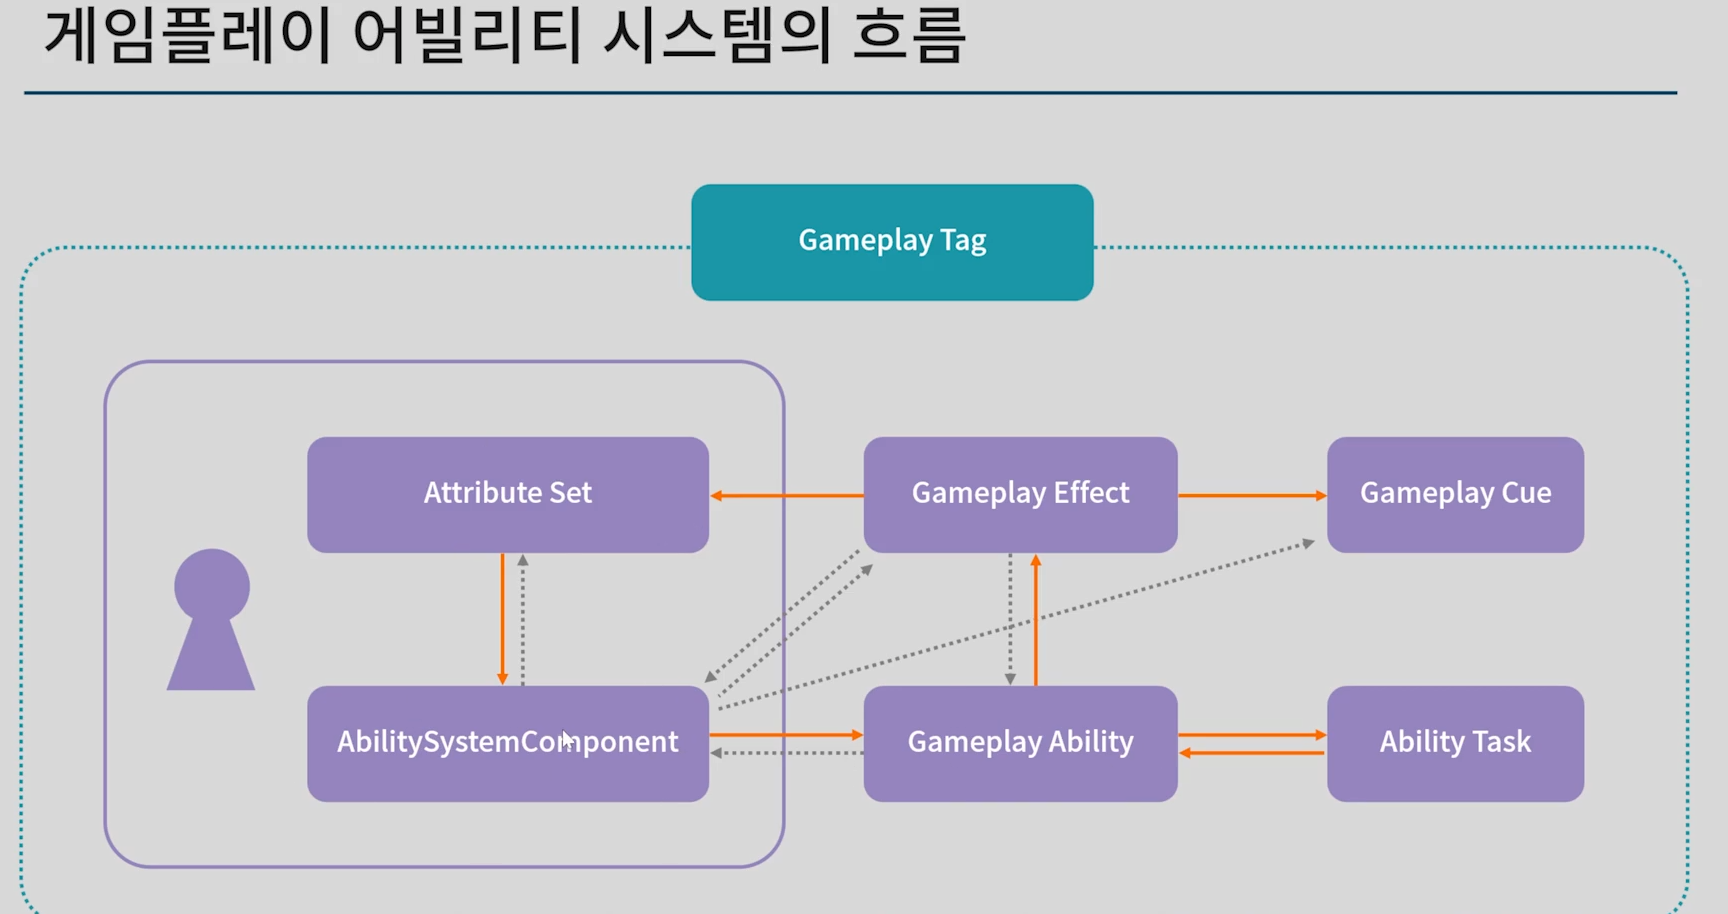 게임플레이 어빌리티 시스템의 흐름
Gameplay Tag
Attribute Set
Gameplay Effect
Gameplay Cue
AbilitySystemComponent
Gameplay Ability
Ability Task